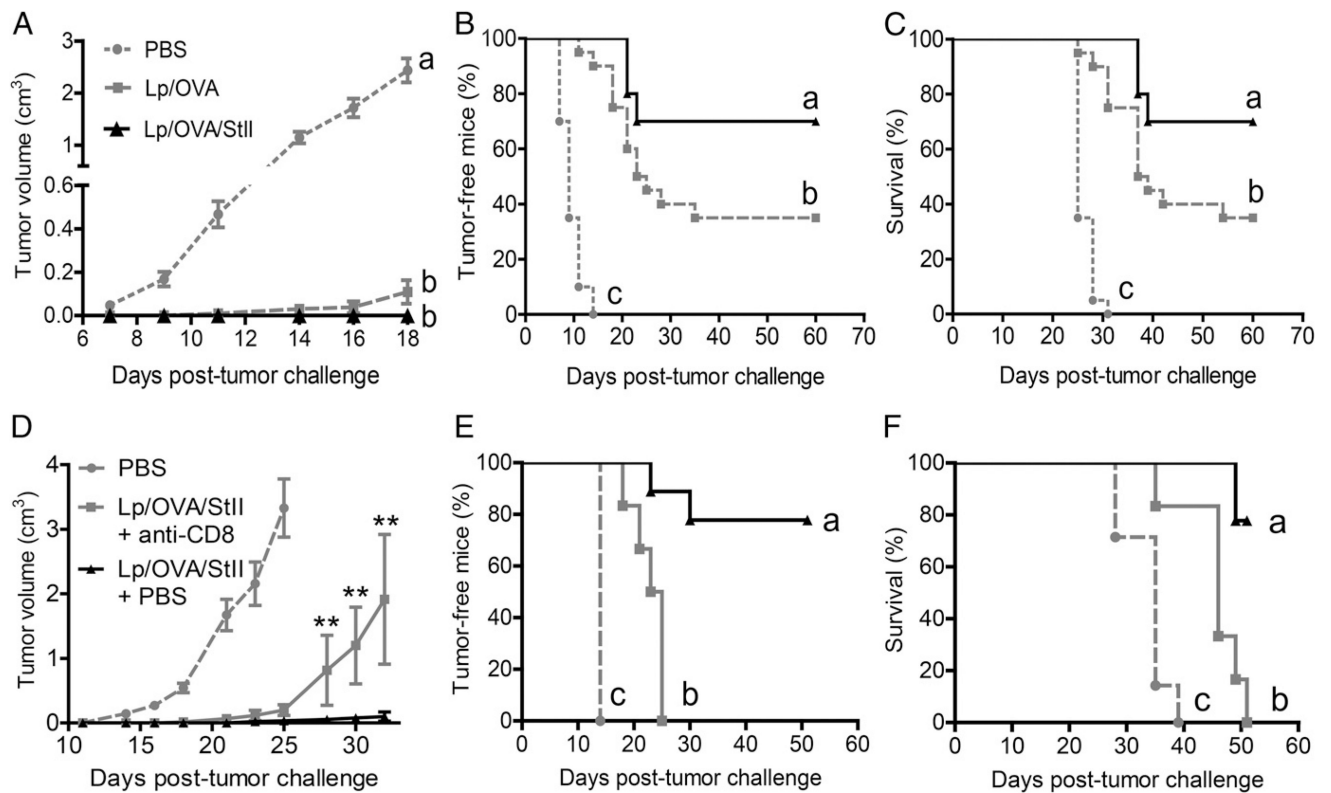 A
Tumor volume (cm³)
3
2
1
0.6
0.4
0.2
0.0
6 8 10 12 14 16 18
Days post-tumor challenge
PBS
Lp/OVA
Lp/OVA/StII
a
b
b
B
Tumor-free mice (%)
100
80
60
40
20
0
0 10 20 30 40 50 60 70
Days post-tumor challenge
a
b
c
C
Survival (%)
100
80
60
40
20
0
0 10 20 30 40 50 60 70
Days post-tumor challenge
a
b
c
D
Tumor volume (cm³)
4
3
2
1
0
10 15 20 25 30
Days post-tumor challenge
PBS
Lp/OVA/StII
+ anti-CD8
Lp/OVA/StII
+ PBS
**
**
**
E
Tumor-free mice (%)
100
80
60
40
20
0
0 10 20 30 40 50 60
Days post-tumor challenge
a
c
b
F
Survival (%)
100
80
60
40
20
0
0 10 20 30 40 50 60
Days post-tumor challenge
a
c
b